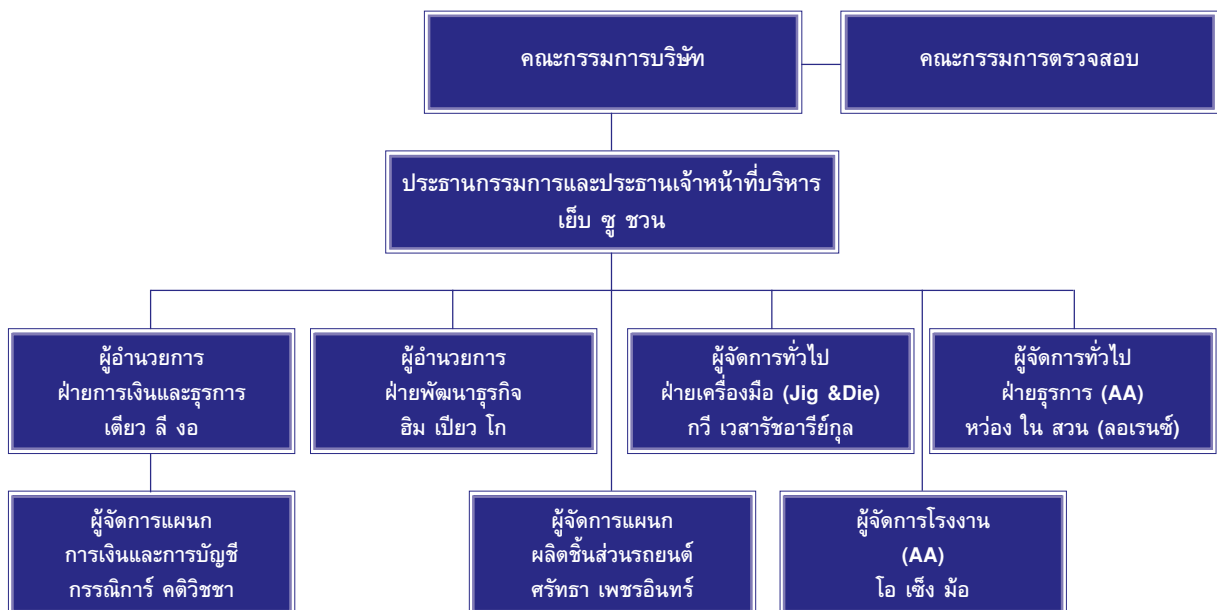 คณะกรรมการบริษัท
คณะกรรมการตรวจสอบ
ประธานกรรมการและประธานเจ้าหน้าที่บริหาร
เย็บ ซู ชวน
ผู้อำนวยการ
ฝ่ายการเงินและธุรการ
เตียว ลี งอ
ผู้อำนวยการ
ฝ่ายพัฒนาธุรกิจ
ฮิม เปียว โก
ผู้จัดการทั่วไป
ฝ่ายเครื่องมือ (Jig &Die)
กวี เวสารัชอารีย์กุล
ผู้จัดการทั่วไป
ฝ่ายธุรการ (AA)
หว่อง ใน สวน (ลอเรนซ์)
ผู้จัดการแผนก
การเงินและการบัญชี
กรรณิการ์ คติวิชชา
ผู้จัดการแผนก
ผลิตชิ้นส่วนรถยนต์
ศรัทธา เพชรอินทร์
ผู้จัดการโรงงาน
(AA)
โอ เซ็ง ม้อ